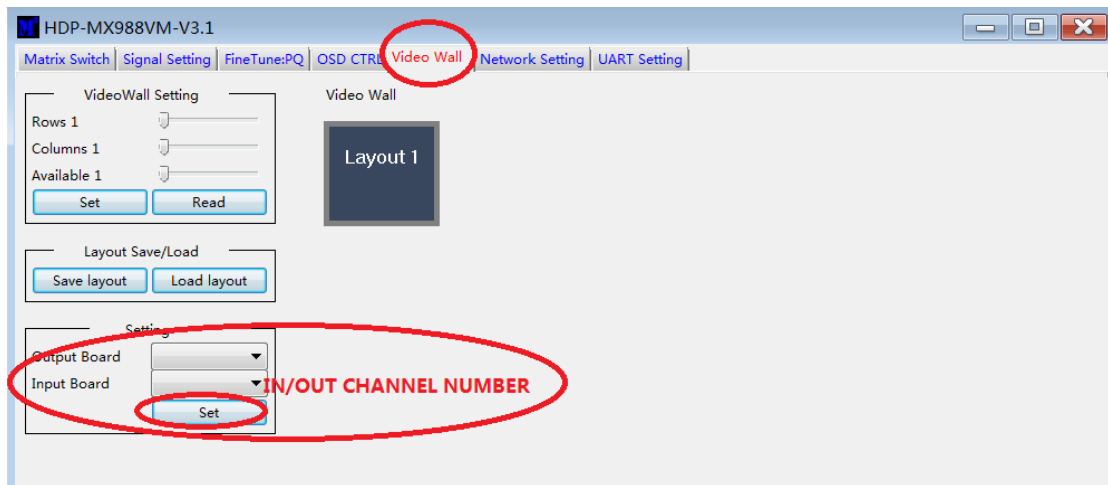 HDP-MX988VM-V3.1
Matrix Switch Signal Setting FineTune:PQ OSD CTRL Video Wall Network Setting UART Setting
VideoWall Setting
Rows 1
Columns 1
Available 1
Set Read
Layout Save/Load
Save layout Load layout
Setting
Output Board
Input Board
Set
IN/OUT CHANNEL NUMBER
Video Wall
Layout 1